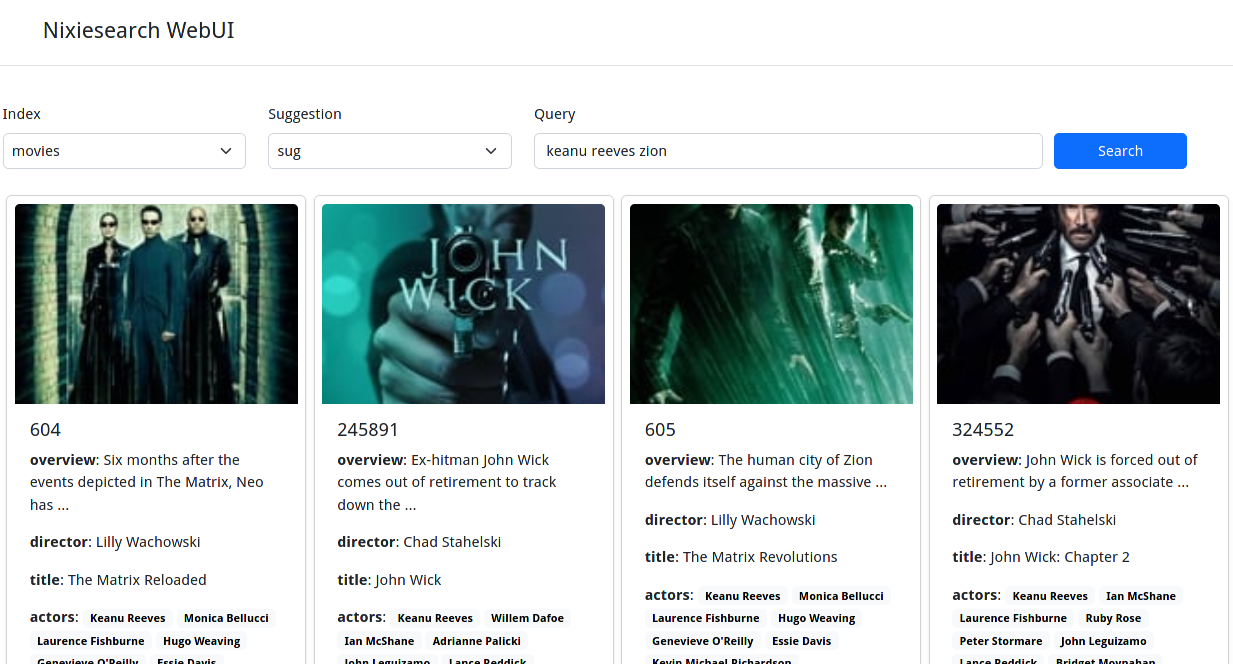 Nixiesearch WebUI
Index
Suggestion
Query
movies
sug
keanu reeves zion
Search
604
overview: Six months after the
events depicted in The Matrix, Neo
has ...
director: Lilly Wachowski
title: The Matrix Reloaded
actors: Keanu Reeves Monica Bellucci
Laurence Fishburne Hugo Weaving
Genevieve O'Reilly Essie Davis
JOHN
WICK
245891
overview: Ex-hitman John Wick
comes out of retirement to track
down the ...
director: Chad Stahelski
title: John Wick
actors: Keanu Reeves Willem Dafoe
Ian McShane Adrianne Palicki
John Leguizamo Lance Reddick
605
overview: The human city of Zion
defends itself against the massive ...
director: Lilly Wachowski
title: The Matrix Revolutions
actors: Keanu Reeves Monica Bellucci
Laurence Fishburne Hugo Weaving
Genevieve O'Reilly Essie Davis
Kevin Michael Richardson
324552
overview: John Wick is forced out of
retirement by a former associate ...
director: Chad Stahelski
title: John Wick: Chapter 2
actors: Keanu Reeves Ian McShane
Laurence Fishburne Ruby Rose
Peter Stormare John Leguizamo
Lance Reddick Bridget Moynahan